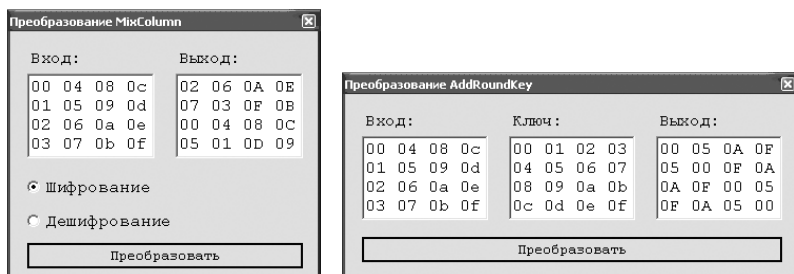 Преобразование MixColumn
Вход: Выход:
00 04 08 0c 02 06 0A 0E
01 05 09 0d 07 03 0F 0B
02 06 0a 0e 00 04 08 0C
03 07 0b 0f 05 01 0D 09
Шифрование
Дешифрование
Преобразовать
Преобразование AddRoundKey
Вход: Ключ: Выход:
00 04 08 0c 00 01 02 03 00 05 0A 0F
01 05 09 0d 04 05 06 07 05 00 0F 0A
02 06 0a 0e 08 09 0a 0b 0A 0F 00 05
03 07 0b 0f 0c 0d 0e 0f 0F 0A 05 00
Преобразовать